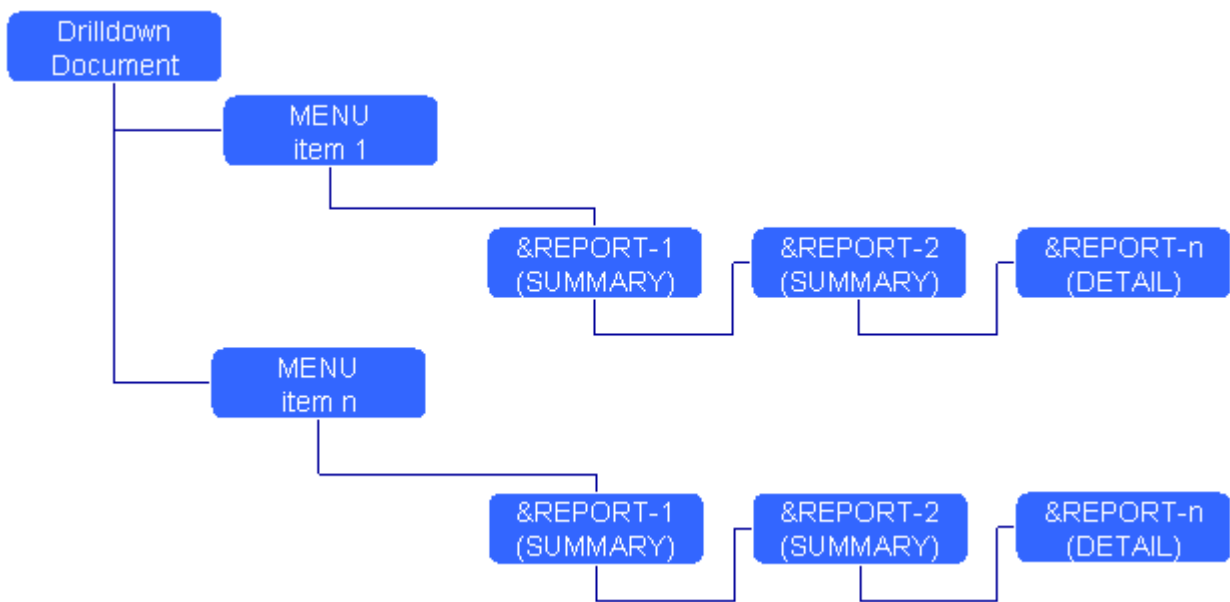 Drilldown
Document
MENU
item 1
&REPORT-1
(SUMMARY)
&REPORT-2
(SUMMARY)
&REPORT-n
(DETAIL)
MENU
item n
&REPORT-1
(SUMMARY)
&REPORT-2
(SUMMARY)
&REPORT-n
(DETAIL)